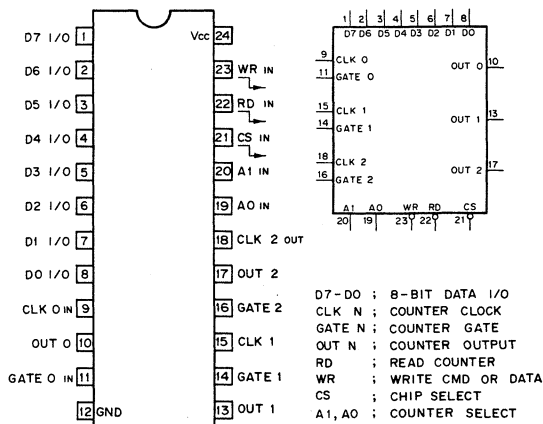 D7 I/O 1
D6 I/O 2
D5 I/O 3
D4 I/O 4
D3 I/O 5
D2 I/O 6
D1 I/O 7
D0 I/O 8
CLK 0 IN 9
OUT 0 10
GATE 0 IN 11
12 GND
Vcc 24
23 WR IN
22 RD IN
21 CS IN
20 A1 IN
19 A0 IN
18 CLK 2 OUT
17 OUT 2
16 GATE 2
15 CLK 1
14 GATE 1
13 OUT 1
1 2 3 4 5 6 7 8
D7 D6 D5 D4 D3 D2 D1 D0
9 CLK 0
11 GATE 0
OUT 0 10
15 CLK 1
14 GATE 1
OUT 1 13
18 CLK 2
16 GATE 2
OUT 2 17
A1 A0 WR RD CS
20 19 23 22 21
D7-D0 ; 8-BIT DATA I/O
CLK N ; COUNTER CLOCK
GATE N ; COUNTER GATE
OUT N ; COUNTER OUTPUT
RD ; READ COUNTER
WR ; WRITE CMD OR DATA
CS ; CHIP SELECT
A1, A0 ; COUNTER SELECT